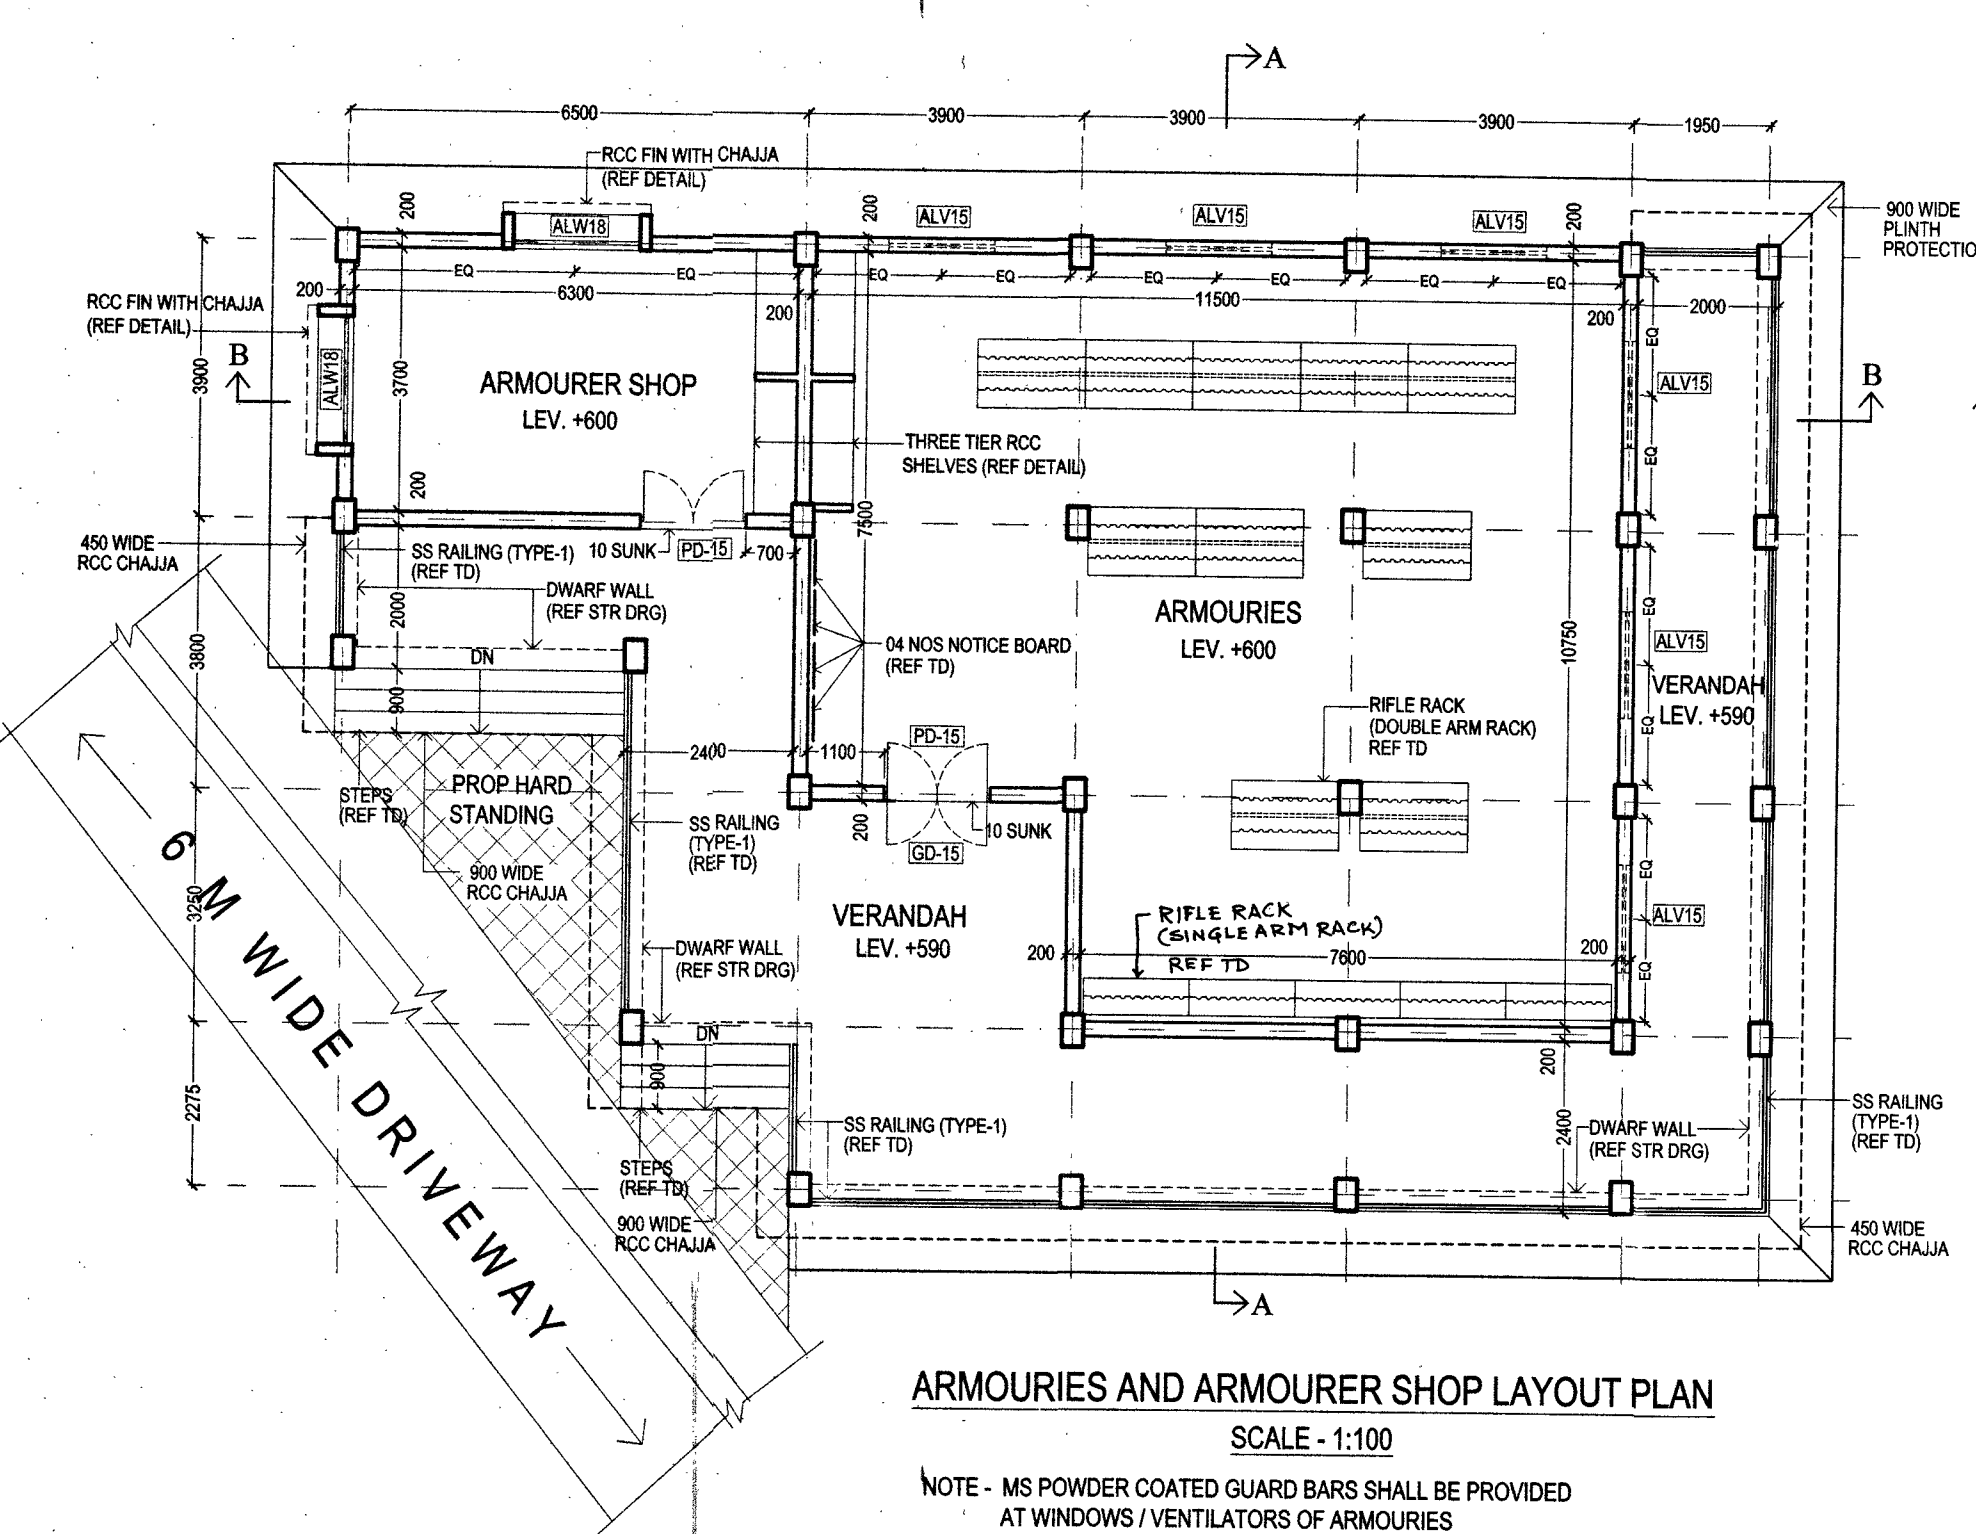 A
6500
3900
3900
3900
1950
RCC FIN WITH CHAJJA
(REF DETAIL)
200
200
ALV15
ALV15
ALV15
200
900 WIDE
PLINTH
PROTECTIO
ALW18
EQ
EQ
EQ
EQ
EQ
EQ
EQ
EQ
200
6300
11500
2000
RCC FIN WITH CHAJJA
(REF DETAIL)
200
200
EQ
B
ALW18
3900
3700
ARMOURER SHOP
LEV. +600
ALV15
B
THREE TIER RCC
SHELVES (REF DETAIL)
EQ
200
7500
450 WIDE
RCC CHAJJA
SS RAILING (TYPE-1)
(REF TD)
10 SUNK
PD-15
700
DWARF WALL
(REF STR DRG)
2000
EQ
ARMOURIES
LEV. +600
10750
3800
04 NOS NOTICE BOARD
(REF TD)
ALV15
DN
VERANDAH
LEV. +590
900
RIFLE RACK
(DOUBLE ARM RACK)
REF TD
EQ
2400
1100
PD-15
PROP HARD
STANDING
STEPS
(REF TD)
SS RAILING
(TYPE-1)
(REF TD)
200
10 SUNK
GD-15
6 M WIDE DRIVEWAY
900 WIDE
RCC CHAJJA
EQ
3250
VERANDAH
LEV. +590
RIFLE RACK
(SINGLE ARM RACK)
REF TD
ALV15
DWARF WALL
(REF STR DRG)
200
7600
200
EQ
DN
900
200
2275
SS RAILING (TYPE-1)
(REF TD)
2400
DWARF WALL
(REF STR DRG)
SS RAILING
(TYPE-1)
(REF TD)
STEPS
(REF TD)
900 WIDE
RCC CHAJJA
450 WIDE
RCC CHAJJA
A
ARMOURIES AND ARMOURER SHOP LAYOUT PLAN
SCALE - 1:100
NOTE - MS POWDER COATED GUARD BARS SHALL BE PROVIDED
AT WINDOWS / VENTILATORS OF ARMOURIES